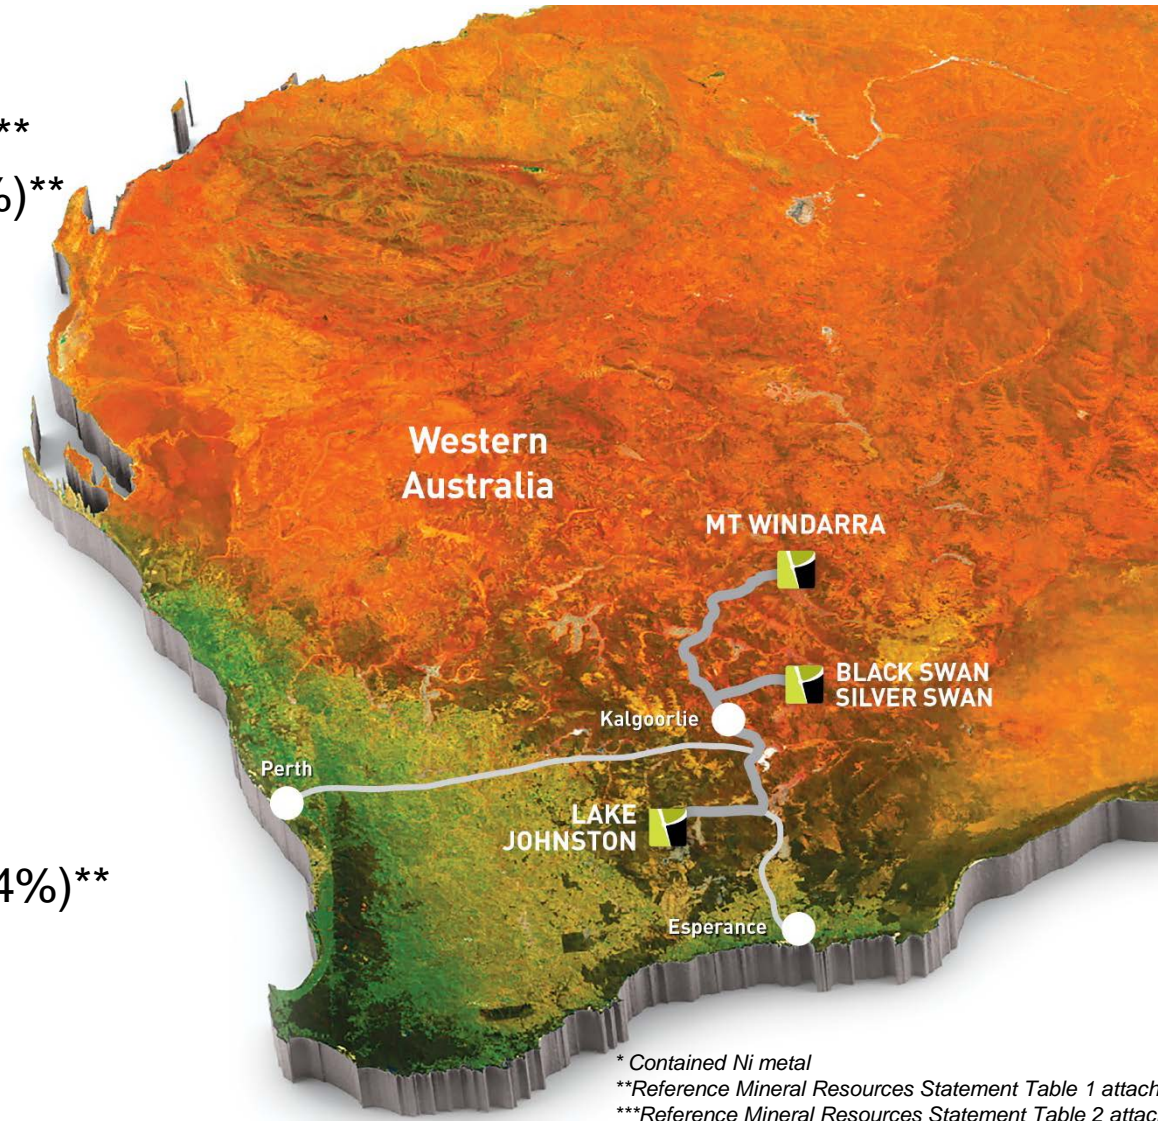 **
%)**
Western
Australia
MT WINDARRA
BLACK SWAN
SILVER SWAN
Kalgoorlie
Perth
LAKE
JOHNSTON
4%)**
Esperance
* Contained Ni metal
**Reference Mineral Resources Statement Table 1 attach
***Reference Mineral Resources Statement Table 2 attac